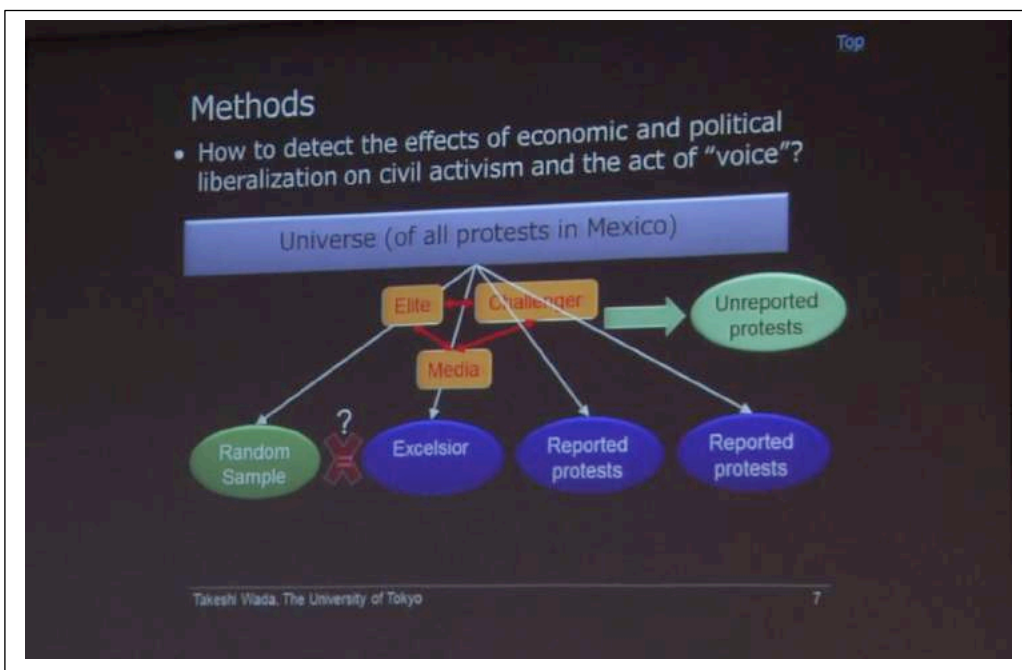 Top
Methods
• How to detect the effects of economic and political
liberalization on civil activism and the act of “voice”?
Universe (of all protests in Mexico)
Elite
Challenger
Unreported
protests
Media
?
=
Random
Sample
Excelsior
Reported
protests
Reported
protests
Takeshi Wada, The University of Tokyo
7